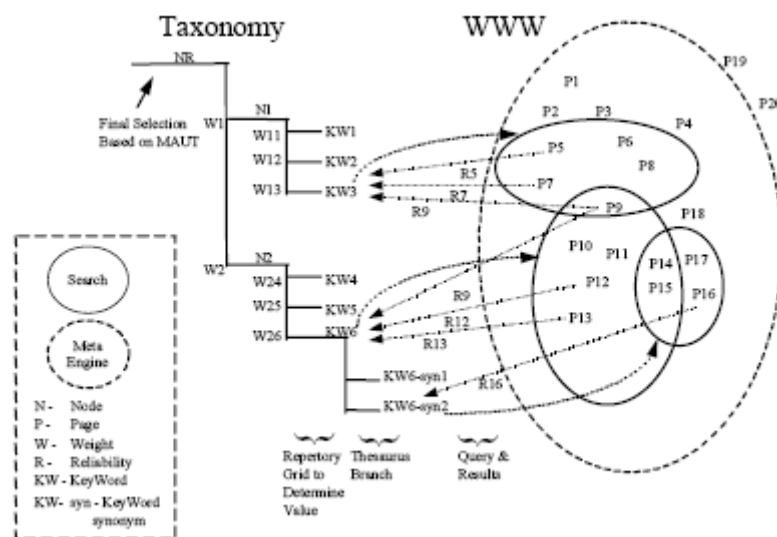 Taxonomy
WWW
NR
Final Selection
Based on MAUT
W1
N1
W11
KW1
W12
KW2
W13
KW3
W2
N2
W24
KW4
W25
KW5
W26
KW6
KW6-syn1
KW6-syn2
R5
R7
R9
R9
R12
R13
R16
P1
P2
P3
P4
P5
P6
P7
P8
P9
P10
P11
P12
P13
P14
P15
P16
P17
P18
P19
Search
Meta
Engine
N - Node
P - Page
W - Weight
R - Reliability
KW - KeyWord
KW- syn - KeyWord
synonym
Repertory
Grid to
Determine
Value
Thesaurus
Branch
Query &
Results